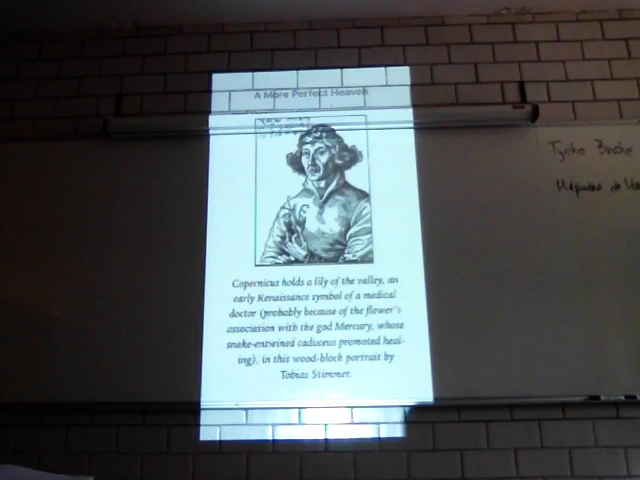 A More Perfect Heaven
Copernicus holds a lily of the valley, an
early Renaissance symbol of a medical
doctor (probably because of the flower's
association with the god Mercury, whose
snake-entwined caduceus promoted heal-
ing), in this wood-block portrait by
Tobias Stimmer.
Tycho Brahe
de